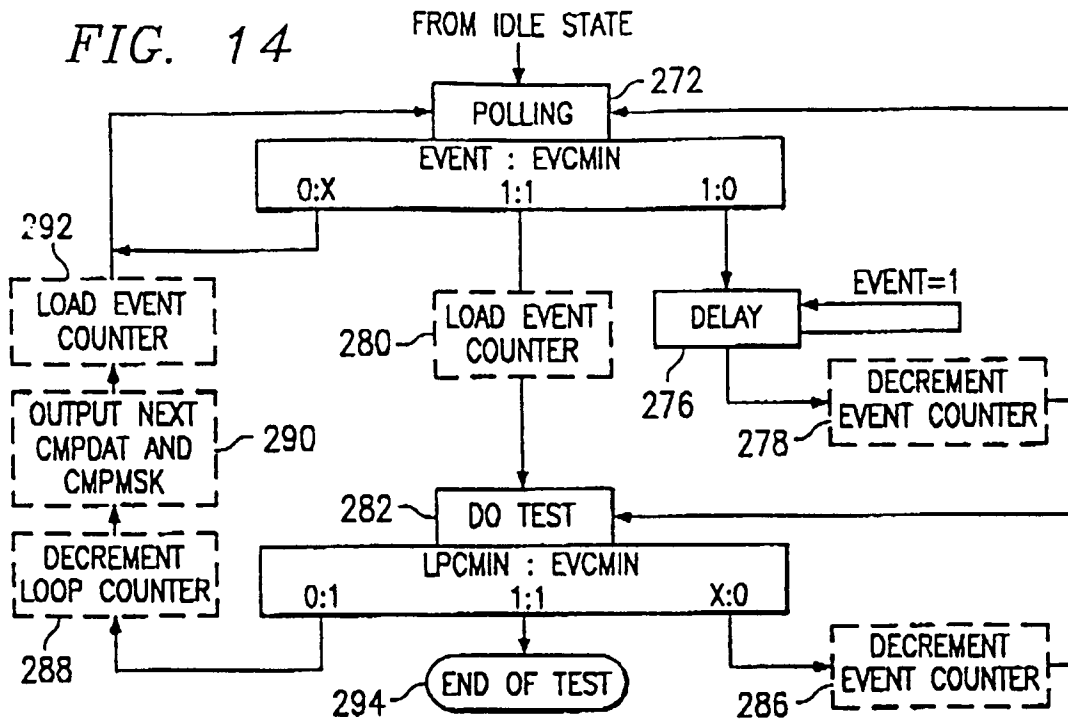 FIG. 14
FROM IDLE STATE
272
POLLING
EVENT : EVCMIN
0:X 1:1 1:0
292
LOAD EVENT
COUNTER
280
LOAD EVENT
COUNTER
EVENT=1
DELAY
276
DECREMENT
EVENT COUNTER
278
OUTPUT NEXT
CMPDAT AND
CMPMSK
290
282
DO TEST
LPCMIN : EVCMIN
0:1 1:1 X:0
DECREMENT
LOOP COUNTER
288
END OF TEST
294
DECREMENT
EVENT COUNTER
286